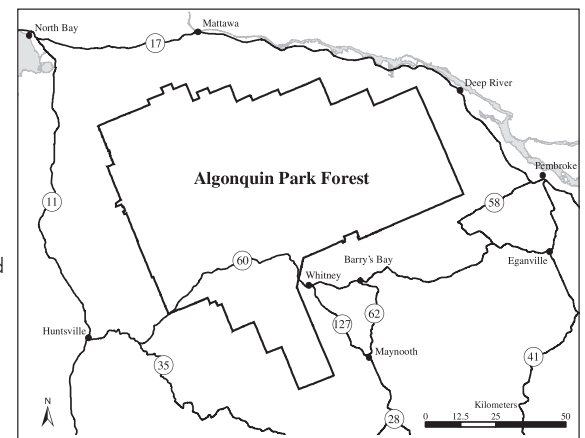 North Bay
Mattawa
17
Deep River
Algonquin Park Forest
Pembroke
11
58
60
Barry's Bay
Eganville
Whitney
Huntsville
127
62
35
Maynooth
41
N
Kilometers
28
0 12.5 25 50